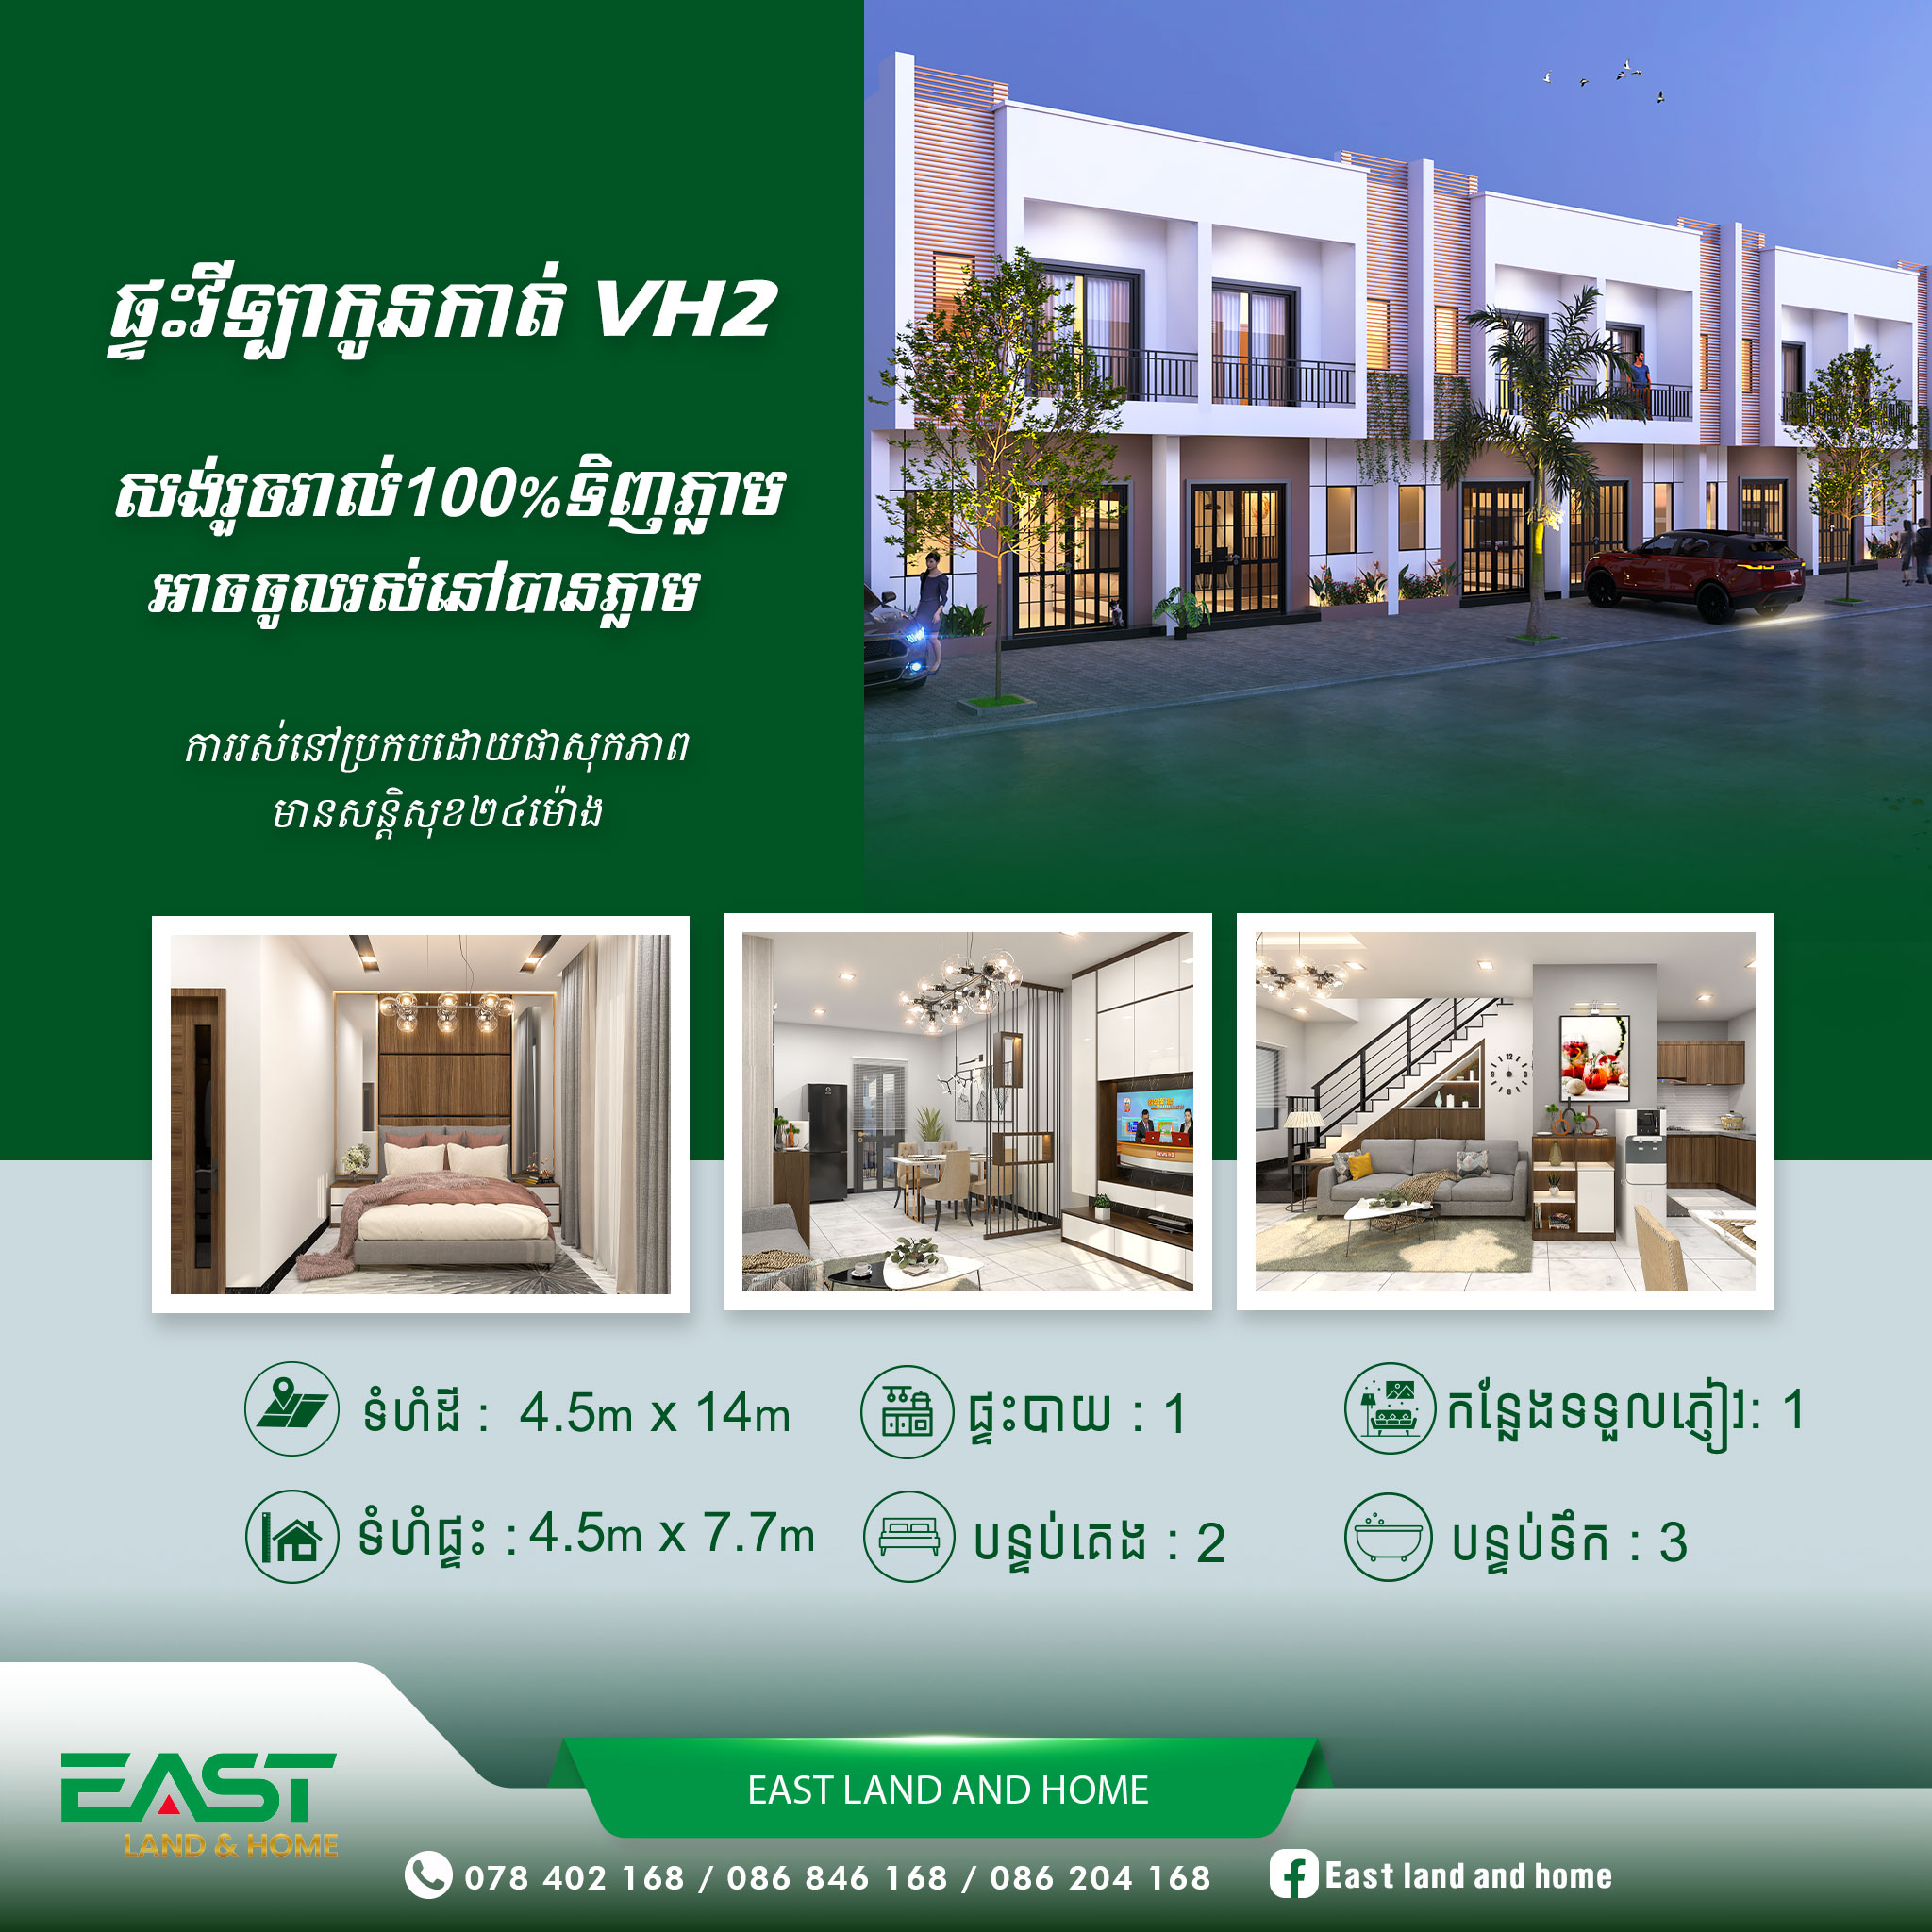 ផ្ទះវីឡាកូនកាត់ VH2
សង់រួចរាល់100%ទិញភ្លាម
អាចចូលរស់នៅបានភ្លាម
ការរស់នៅប្រកបដោយផាសុកភាព
មានសន្តិសុខ២៤ម៉ោង
ទំហំដី : 4.5m x 14m
ផ្ទះបាយ : 1
កន្លែងទទួលភ្ញៀវ: 1
ទំហំផ្ទះ : 4.5m x 7.7m
បន្ទប់គេង : 2
បន្ទប់ទឹក : 3
EAST
LAND & HOME
EAST LAND AND HOME
078 402 168 / 086 846 168 / 086 204 168
East land and home